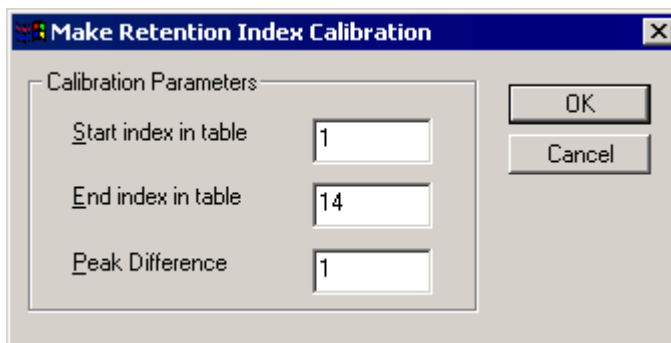 Make Retention Index Calibration
Calibration Parameters
Start index in table 1
End index in table 14
Peak Difference 1
OK
Cancel